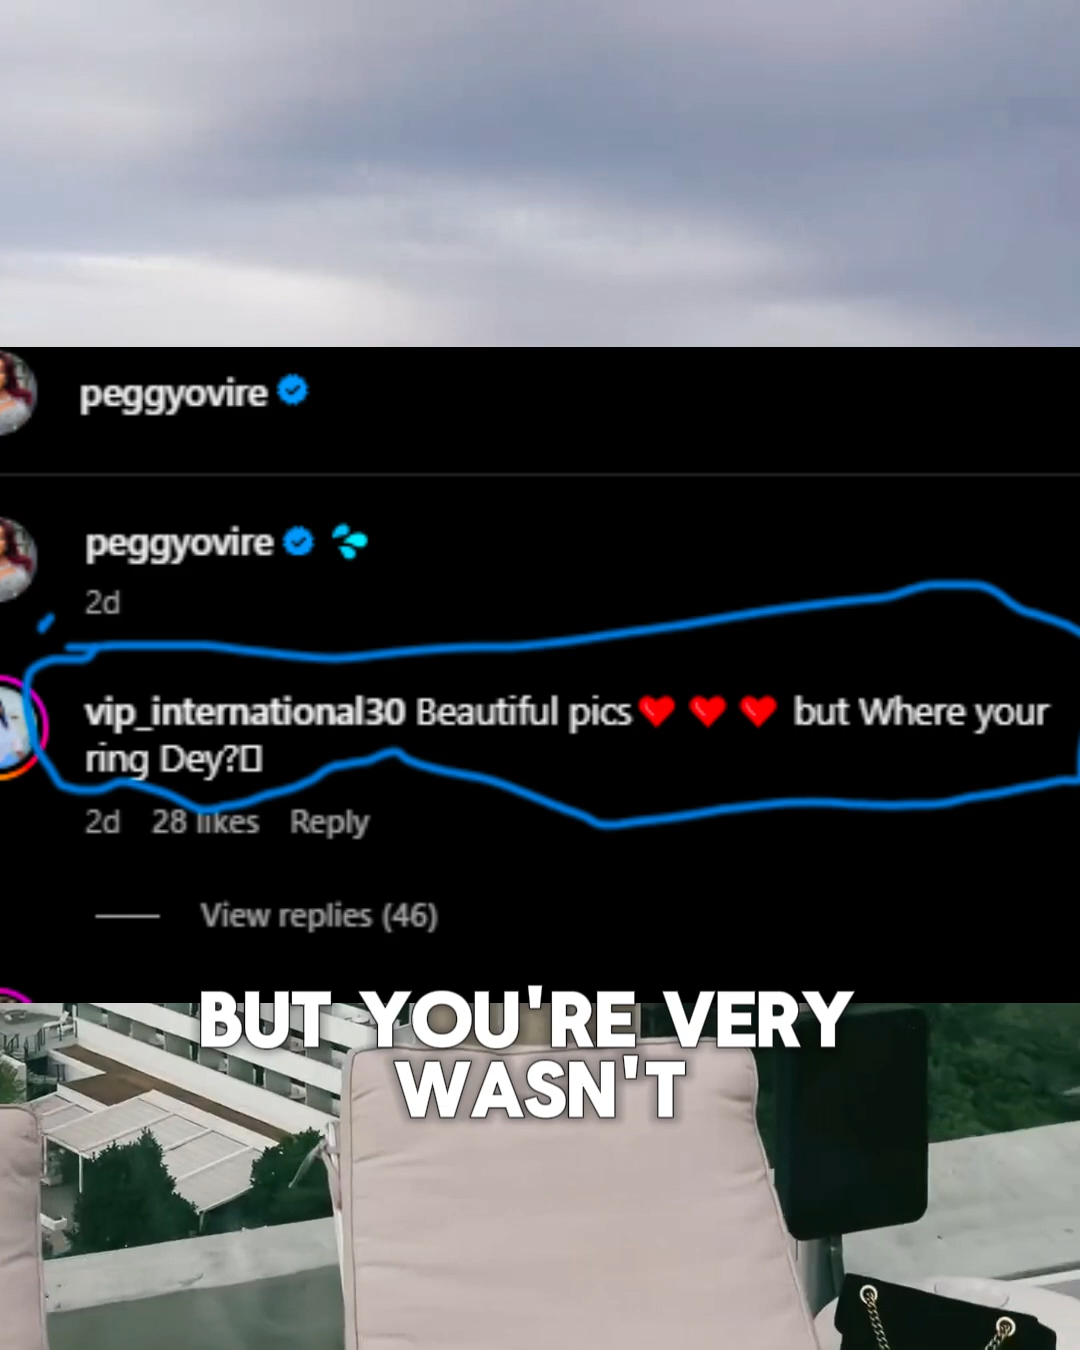 peggyovire
peggyovire 💦
2d
vip_international30 Beautiful pics❤️ ❤️ ❤️ but Where your
ring Dey?▯
2d 28 likes Reply
View replies (46)
BUT YOU'RE VERY
WASN'T